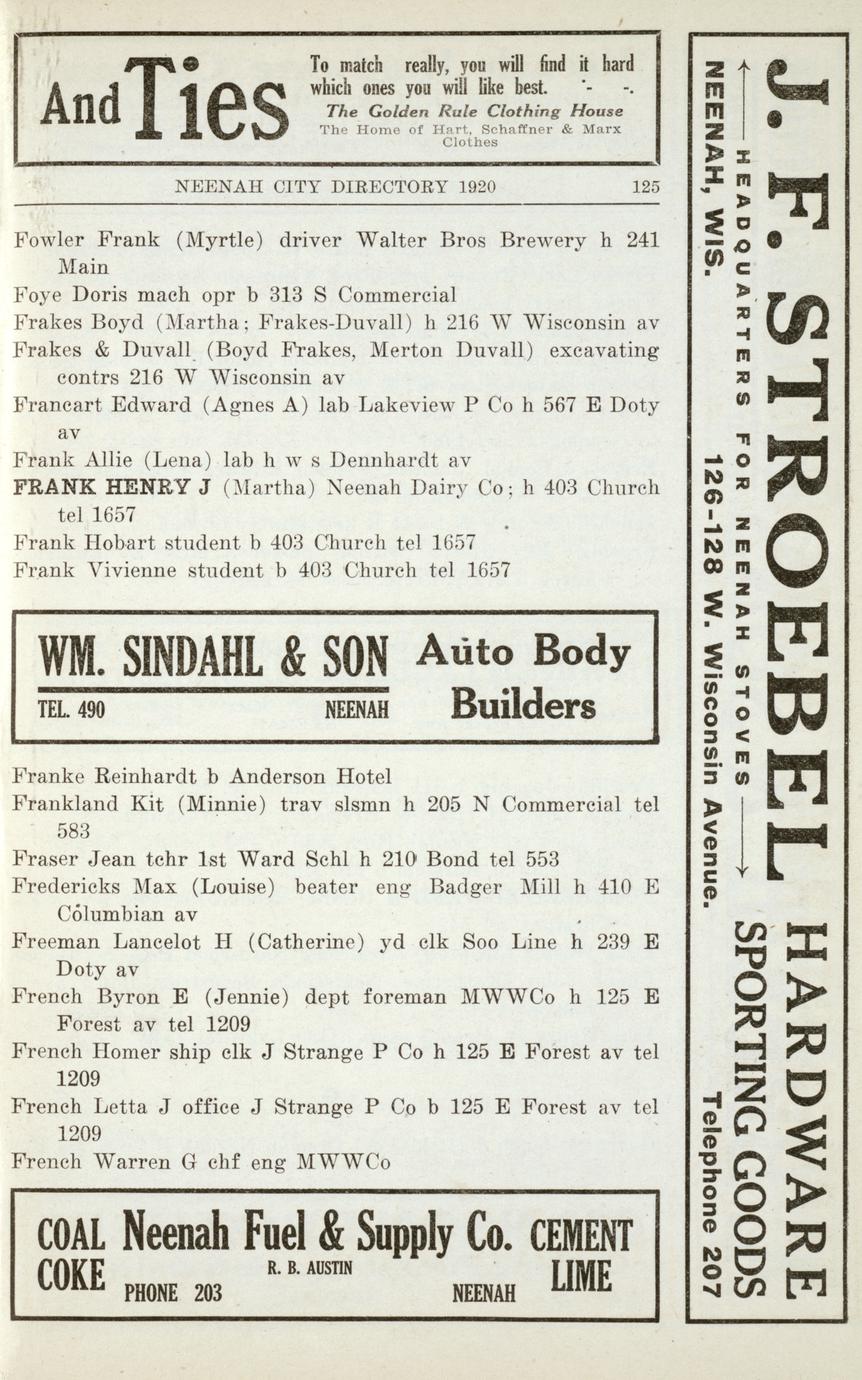 And Ties
To match really, you will find it hard
which ones you will like best.
The Golden Rule Clothing House
The Home of Hart, Schaffner & Marx
Clothes
NEENAH CITY DIRECTORY 1920 125
Fowler Frank (Myrtle) driver Walter Bros Brewery h 241
Main
Foye Doris mach opr b 313 S Commercial
Frakes Boyd (Martha; Frakes-Duvall) h 216 W Wisconsin av
Frakes & Duvall (Boyd Frakes, Merton Duvall) excavating
contrs 216 W Wisconsin av
Francart Edward (Agnes A) lab Lakeview P Co h 567 E Doty
av
Frank Allie (Lena) lab h w s Dennhardt av
FRANK HENRY J (Martha) Neenah Dairy Co; h 403 Church
tel 1657
Frank Hobart student b 403 Church tel 1657
Frank Vivienne student b 403 Church tel 1657
WM. SINDAHL & SON
TEL. 490 NEENAH
Auto Body
Builders
Franke Reinhardt b Anderson Hotel
Frankland Kit (Minnie) trav slsmn h 205 N Commercial tel
583
Fraser Jean tchr 1st Ward Schl h 210 Bond tel 553
Fredericks Max (Louise) beater eng Badger Mill h 410 E
Columbian av
Freeman Lancelot H (Catherine) yd clk Soo Line h 239 E
Doty av
French Byron E (Jennie) dept foreman MWWCo h 125 E
Forest av tel 1209
French Homer ship clk J Strange P Co h 125 E Forest av tel
1209
French Letta J office J Strange P Co b 125 E Forest av tel
1209
French Warren G chf eng MWWCo
COAL
COKE
Neenah Fuel & Supply Co.
R. B. AUSTIN
PHONE 203 NEENAH
CEMENT
LIME
J. F. STROEBEL
HARDWARE
SPORTING GOODS
HEADQUARTERS FOR NEENAH STOVES
NEENAH, WIS. 126-128 W. Wisconsin Avenue. Telephone 207